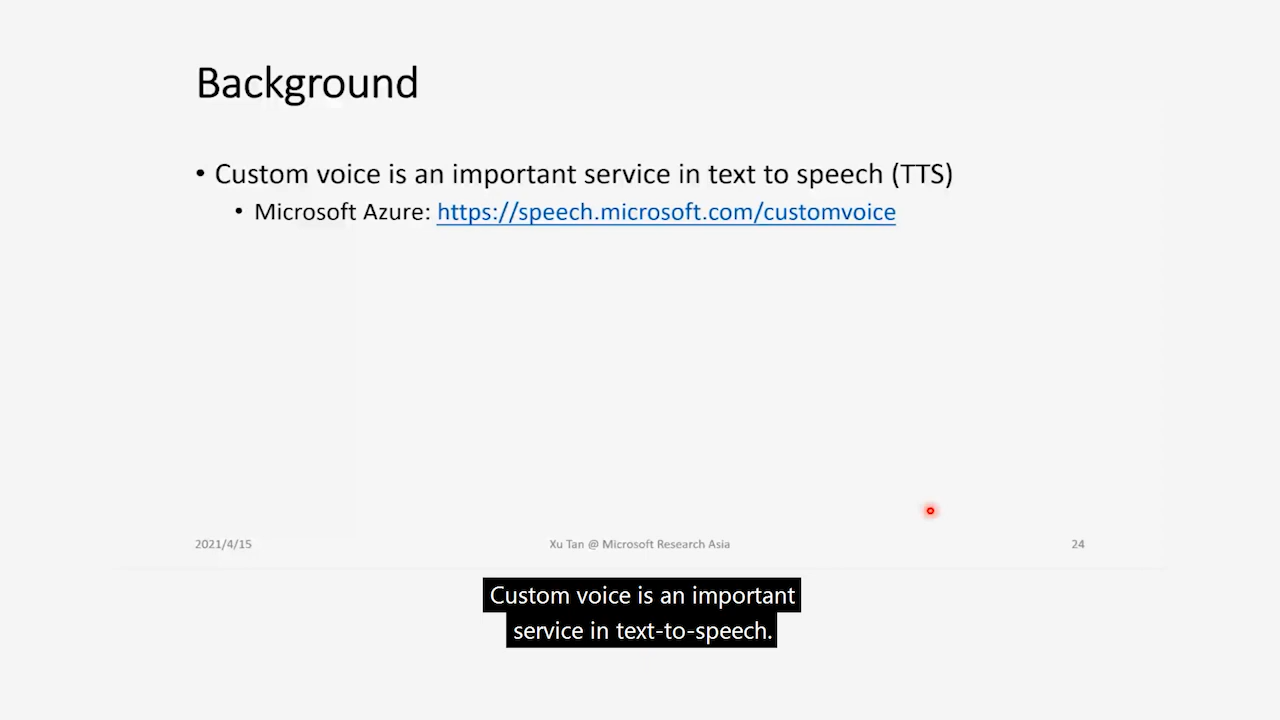 Background
• Custom voice is an important service in text to speech (TTS)
• Microsoft Azure: https://speech.microsoft.com/customvoice
2021/4/15
Xu Tan @ Microsoft Research Asia
24
Custom voice is an important
service in text-to-speech.